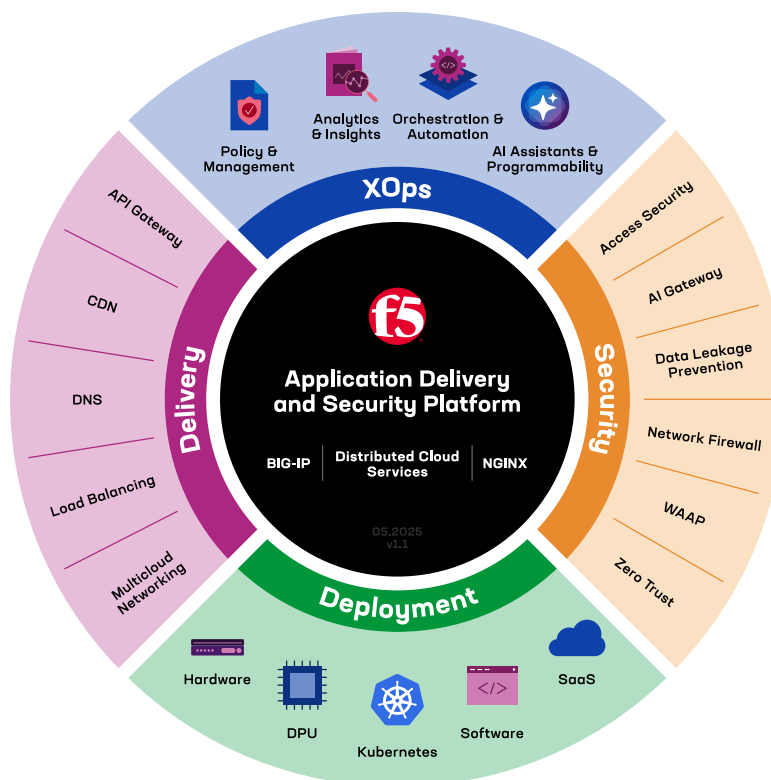 Policy &
Management
Analytics
& Insights
Orchestration &
Automation
</>
AI Assistants &
Programmability
XOps
API Gateway
CDN
DNS
Load Balancing
Multicloud
Networking
Delivery
f5
Application Delivery
and Security Platform
BIG-IP
Distributed Cloud
Services
NGINX
05.2025
v1.1
Security
Access Security
AI Gateway
Data Leakage
Prevention
Network Firewall
WAAP
Zero Trust
Deployment
Hardware
DPU
Kubernetes
</>
Software
SaaS